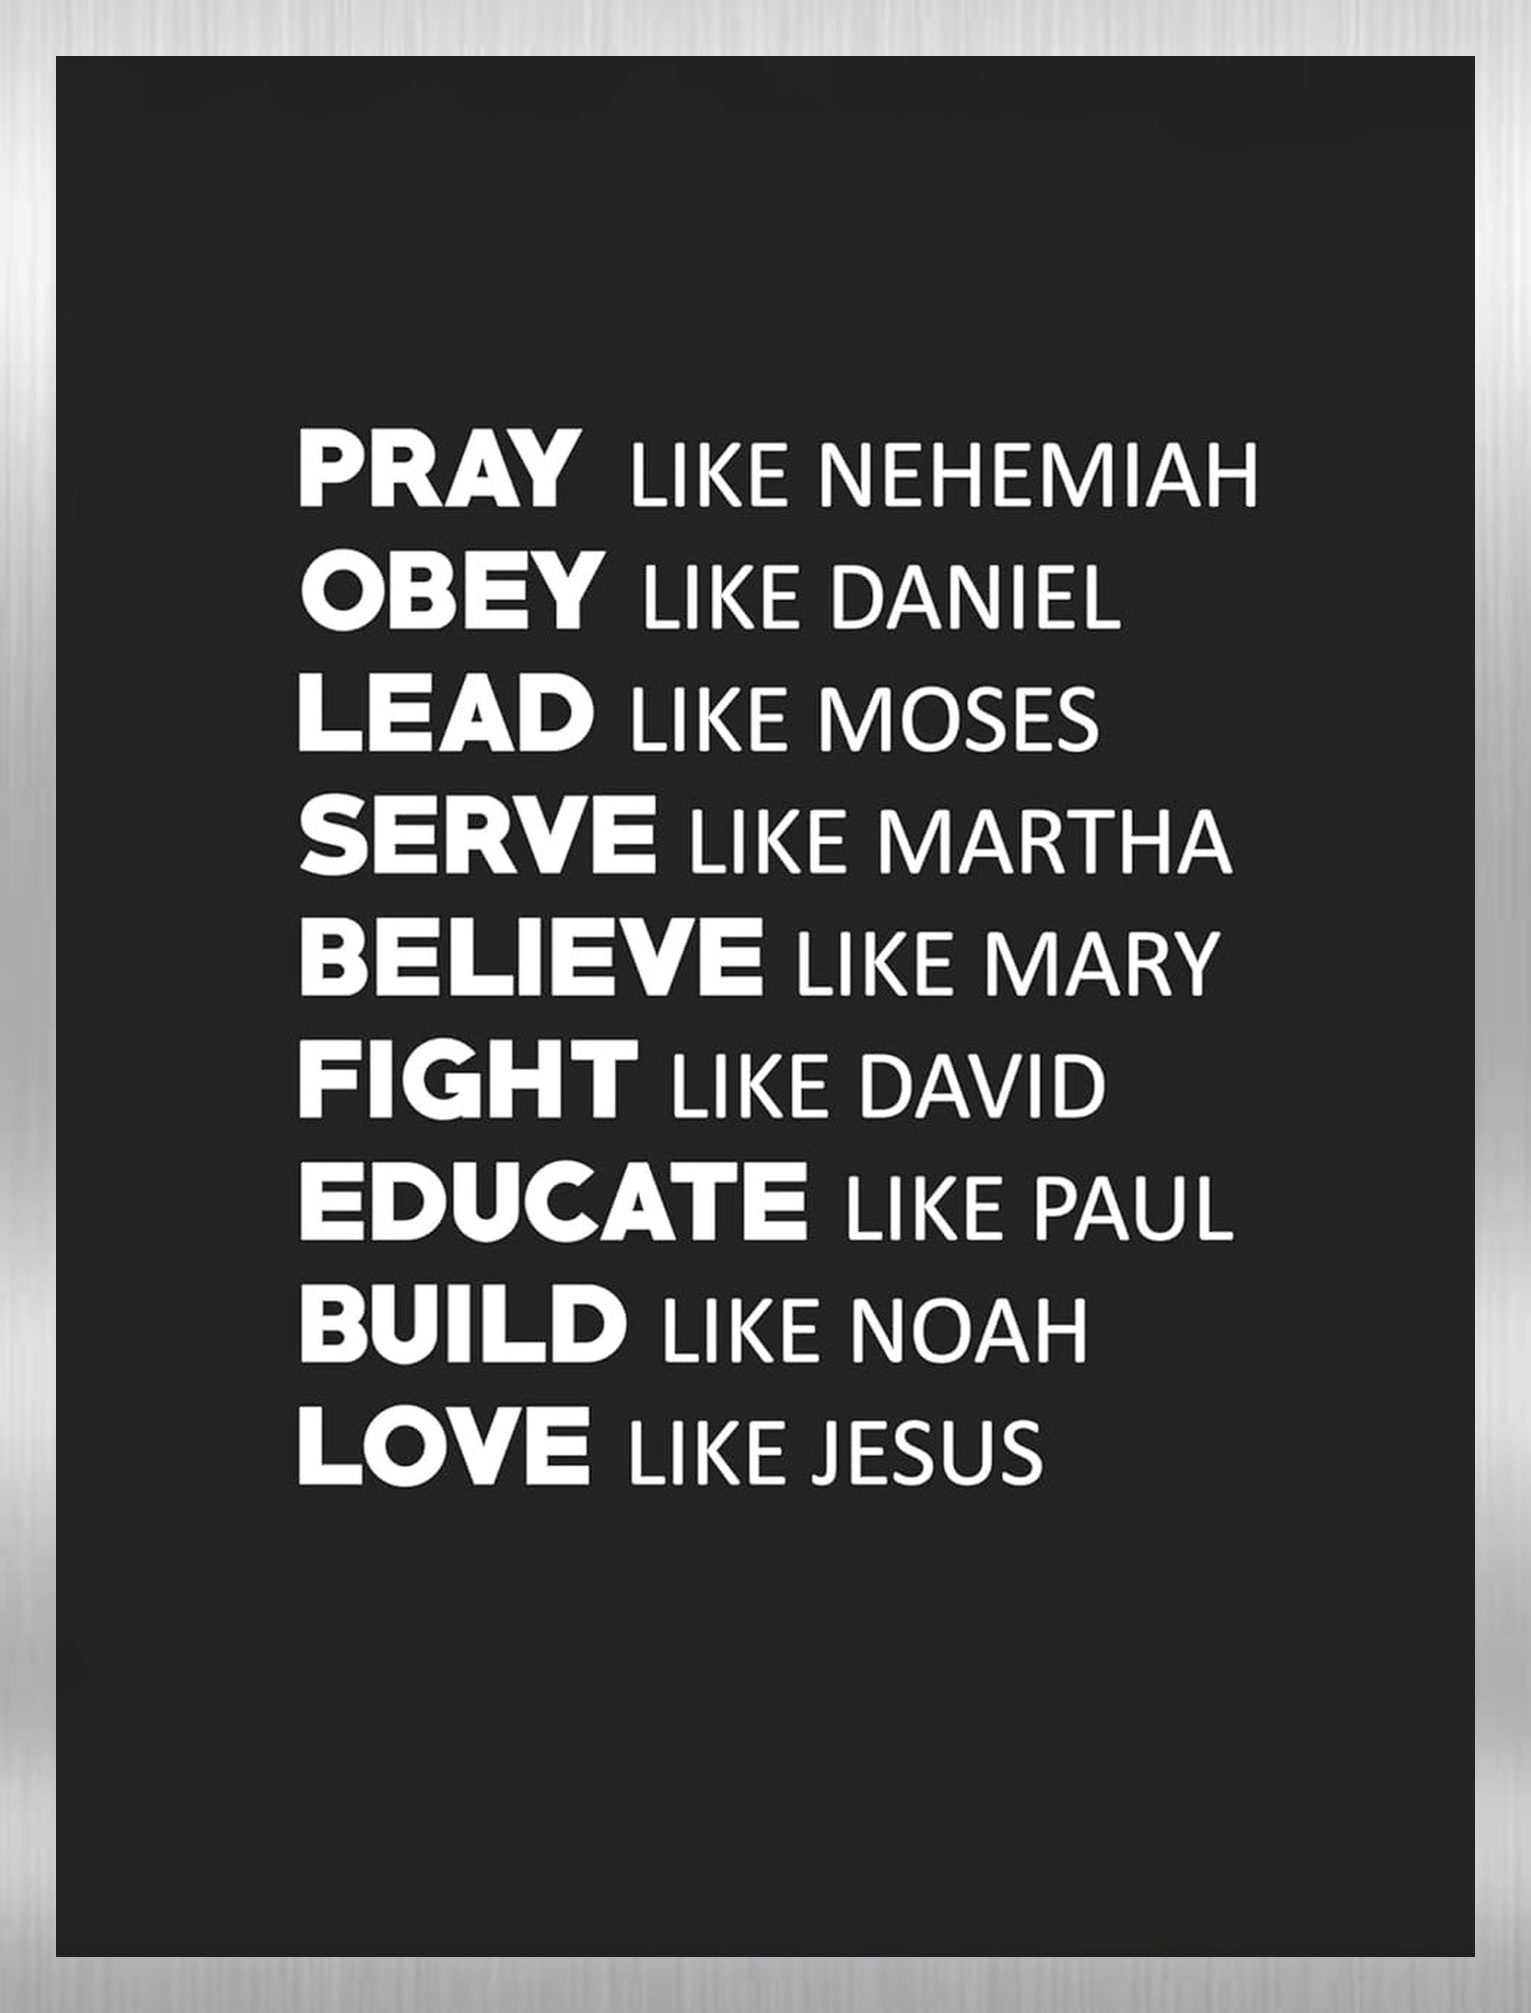 PRAY LIKE NEHEMIAH
OBEY LIKE DANIEL
LEAD LIKE MOSES
SERVE LIKE MARTHA
BELIEVE LIKE MARY
FIGHT LIKE DAVID
EDUCATE LIKE PAUL
BUILD LIKE NOAH
LOVE LIKE JESUS